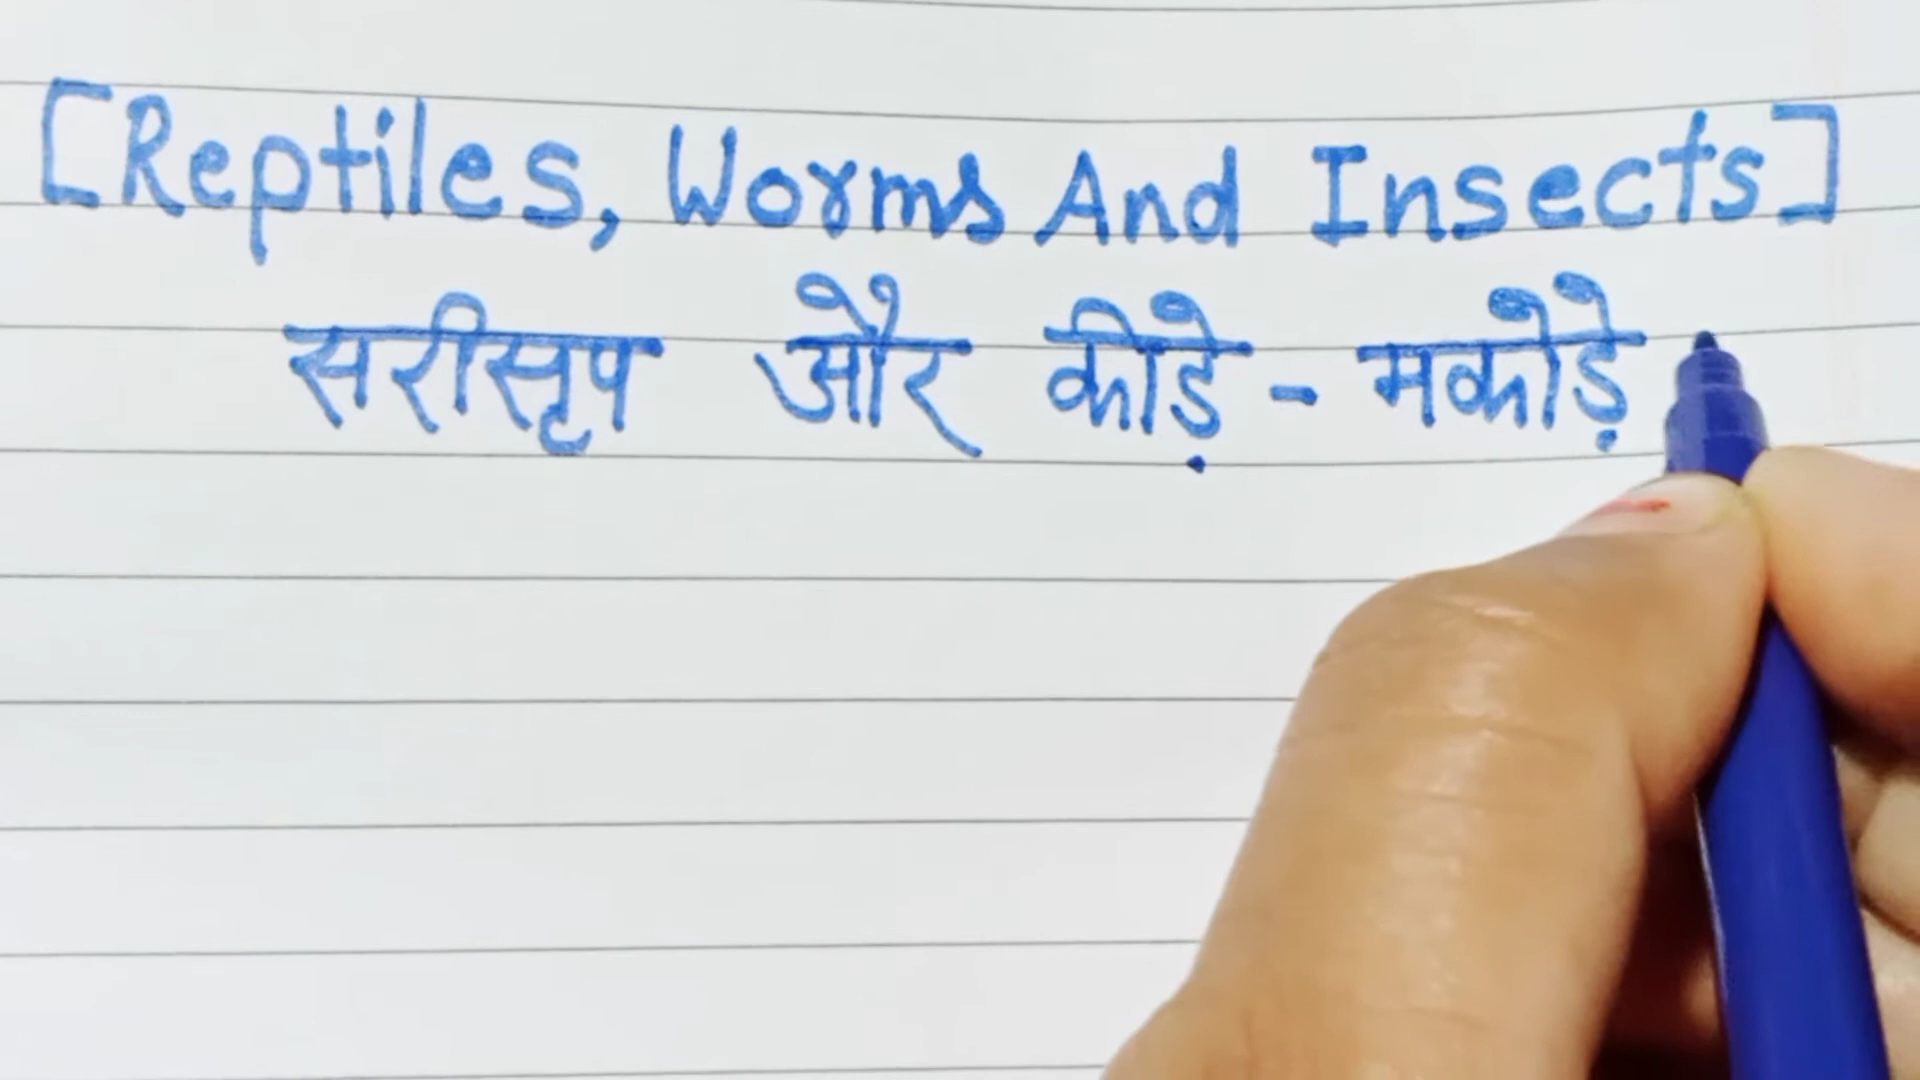 [Reptiles, Worms And Insects]
सरीसृप और कीड़े - मकोड़े